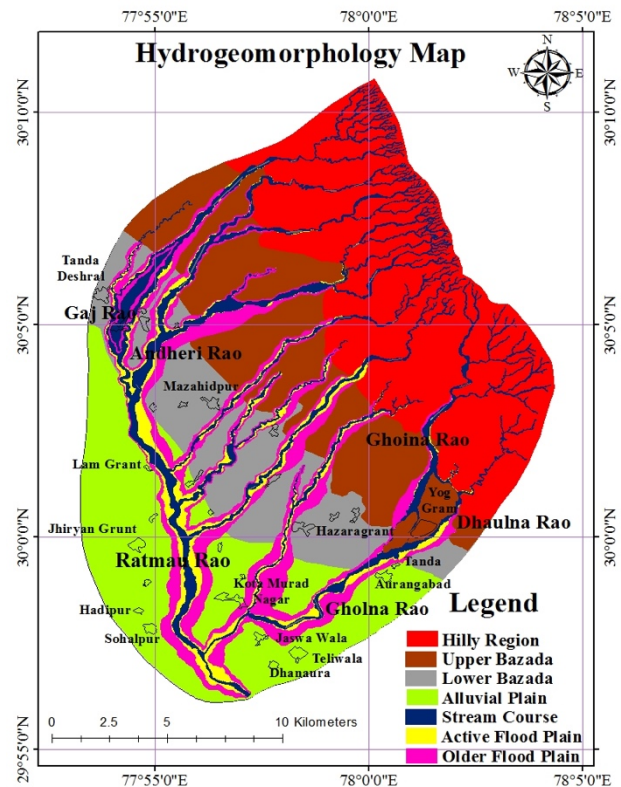 77°55'0"E
78°0'0"E
78°5'0"E
Hydrogeomorphology Map
N
W
E
S
30°10'0"N
30°10'0"N
Tanda
Deshral
Gaj Rao
30°5'0"N
30°5'0"N
Andheri Rao
Mazahidpur
Ghoina Rao
Lam Grant
Yog
Gram
Dhaulna Rao
Jhiryan Grunt
Hazaragrant
30°0'0"N
30°0'0"N
Ratmau Rao
Tanda
Aurangabad
Kota Murad
Nagar
Gholna Rao
Legend
Hadipur
Sohalpur
Jaswa Wala
Teliwala
Dhanaura
Hilly Region
Upper Bazada
Lower Bazada
Alluvial Plain
Stream Course
Active Flood Plain
Older Flood Plain
0 2.5 5 10 Kilometers
29°55'0"N
29°55'0"N
77°55'0"E
78°0'0"E
78°5'0"E